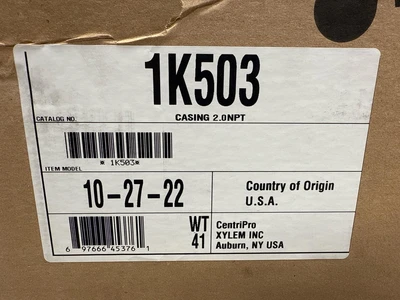 1K503
CATALOG NO. CASING 2.0NPT
* 1K503*
ITEM MODEL
10-27-22
Country of Origin
U.S.A.
WT
41
CentriPro
XYLEM INC
Auburn, NY USA
6 97666 45376 1